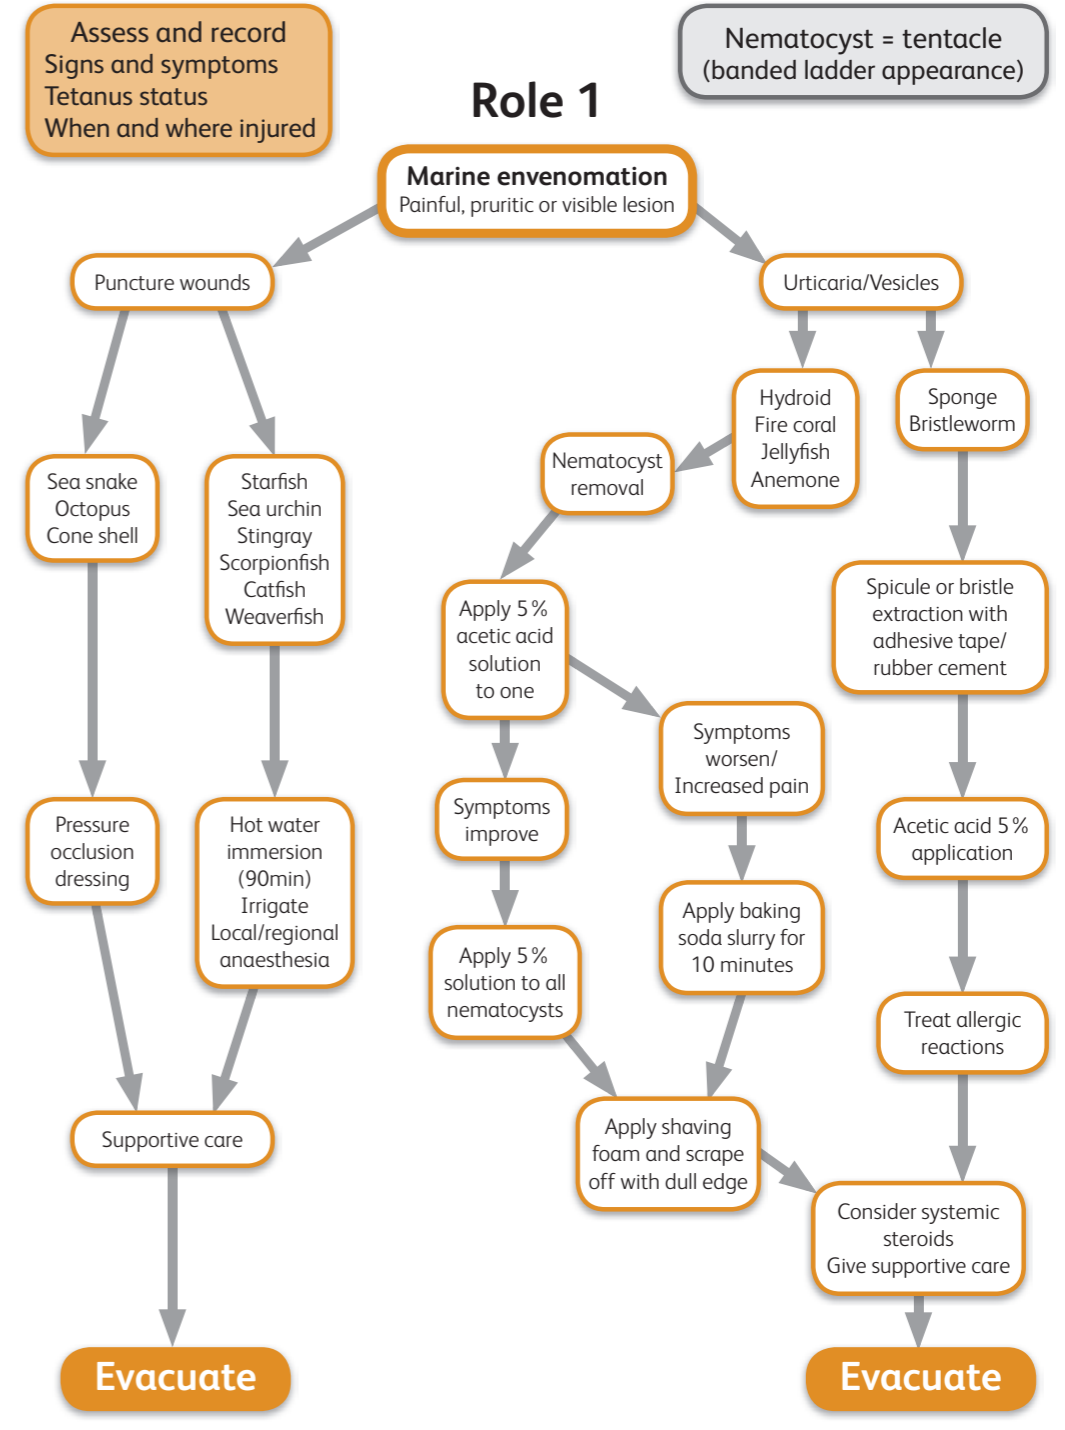 Assess and record
Signs and symptoms
Tetanus status
When and where injured
Nematocyst = tentacle
(banded ladder appearance)
Role 1
Marine envenomation
Painful, pruritic or visible lesion
Puncture wounds
Urticaria/Vesicles
Sea snake
Octopus
Cone shell
Starfish
Sea urchin
Stingray
Scorpionfish
Catfish
Weaverfish
Nematocyst
removal
Hydroid
Fire coral
Jellyfish
Anemone
Sponge
Bristleworm
Apply 5%
acetic acid
solution
to one
Spicule or bristle
extraction with
adhesive tape/
rubber cement
Symptoms
worsen/
Increased pain
Symptoms
improve
Pressure
occlusion
dressing
Hot water
immersion
(90min)
Irrigate
Local/regional
anaesthesia
Acetic acid 5%
application
Apply 5%
solution to all
nematocysts
Apply baking
soda slurry for
10 minutes
Treat allergic
reactions
Supportive care
Apply shaving
foam and scrape
off with dull edge
Consider systemic
steroids
Give supportive care
Evacuate
Evacuate